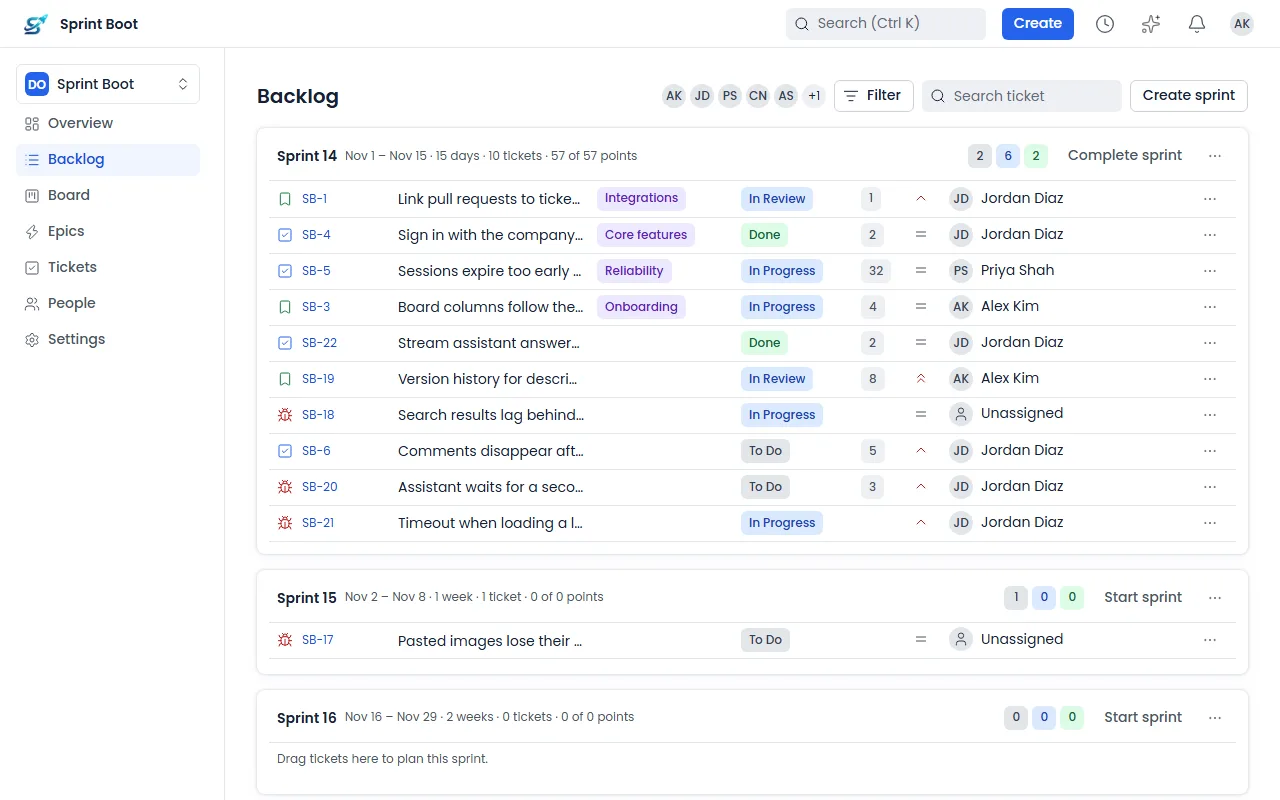 Sprint Boot
Search (Ctrl K)
Create
AK
DO Sprint Boot
Overview
Backlog
Board
Epics
Tickets
People
Settings
Backlog
AK JD PS CN AS +1
Filter
Search ticket
Create sprint
Sprint 14 Nov 1 – Nov 15 · 15 days · 10 tickets · 57 of 57 points 2 6 2 Complete sprint
SB-1 Link pull requests to ticke... Integrations In Review 1 JD Jordan Diaz
SB-4 Sign in with the company... Core features Done 2 JD Jordan Diaz
SB-5 Sessions expire too early ... Reliability In Progress 32 PS Priya Shah
SB-3 Board columns follow the... Onboarding In Progress 4 AK Alex Kim
SB-22 Stream assistant answer... Done 2 JD Jordan Diaz
SB-19 Version history for descri... In Review 8 AK Alex Kim
SB-18 Search results lag behind... In Progress Unassigned
SB-6 Comments disappear aft... To Do 5 JD Jordan Diaz
SB-20 Assistant waits for a seco... To Do 3 JD Jordan Diaz
SB-21 Timeout when loading a l... In Progress JD Jordan Diaz
Sprint 15 Nov 2 – Nov 8 · 1 week · 1 ticket · 0 of 0 points 1 0 0 Start sprint
SB-17 Pasted images lose their ... To Do Unassigned
Sprint 16 Nov 16 – Nov 29 · 2 weeks · 0 tickets · 0 of 0 points 0 0 0 Start sprint
Drag tickets here to plan this sprint.